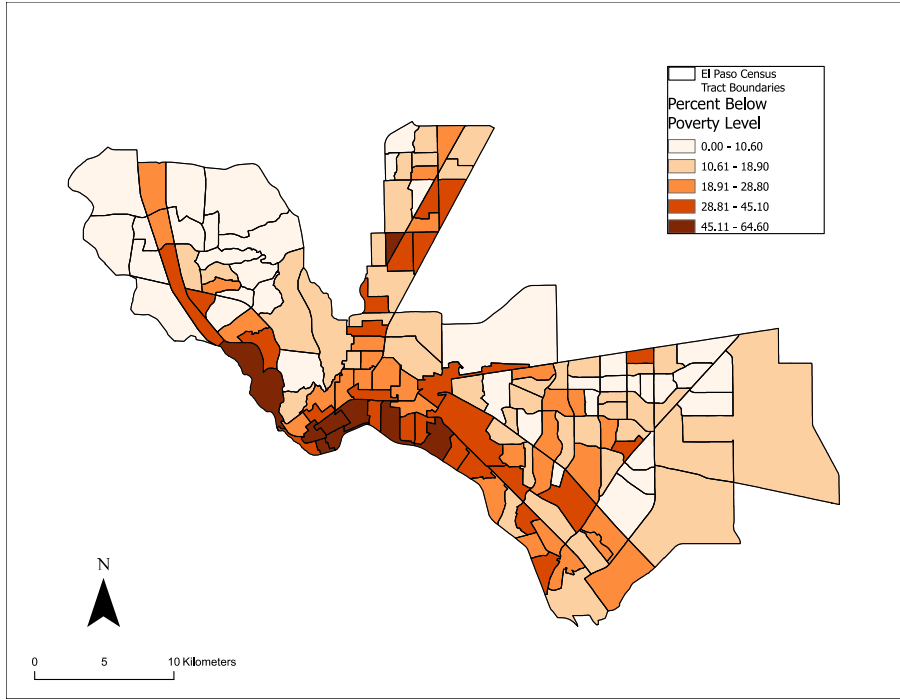 El Paso Census
Tract Boundaries
Percent Below
Poverty Level
0.00 - 10.60
10.61 - 18.90
18.91 - 28.80
28.81 - 45.10
45.11 - 64.60
N
0 5 10 Kilometers